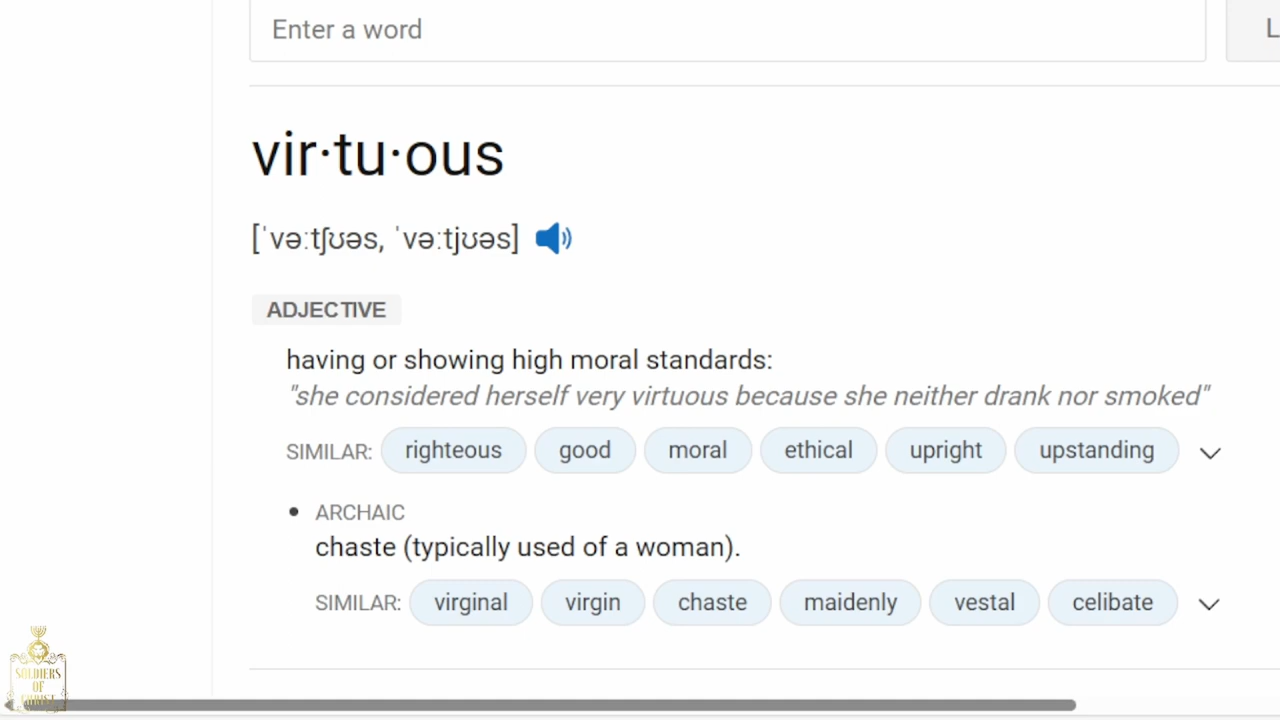 Enter a word
L
vir·tu·ous
[ˈvəːtʃʊəs, ˈvəːtjʊəs]
ADJECTIVE
having or showing high moral standards:
"she considered herself very virtuous because she neither drank nor smoked"
SIMILAR: righteous good moral ethical upright upstanding
• ARCHAIC
chaste (typically used of a woman).
SIMILAR: virginal virgin chaste maidenly vestal celibate
SOLDIERS
OF
CHRIST